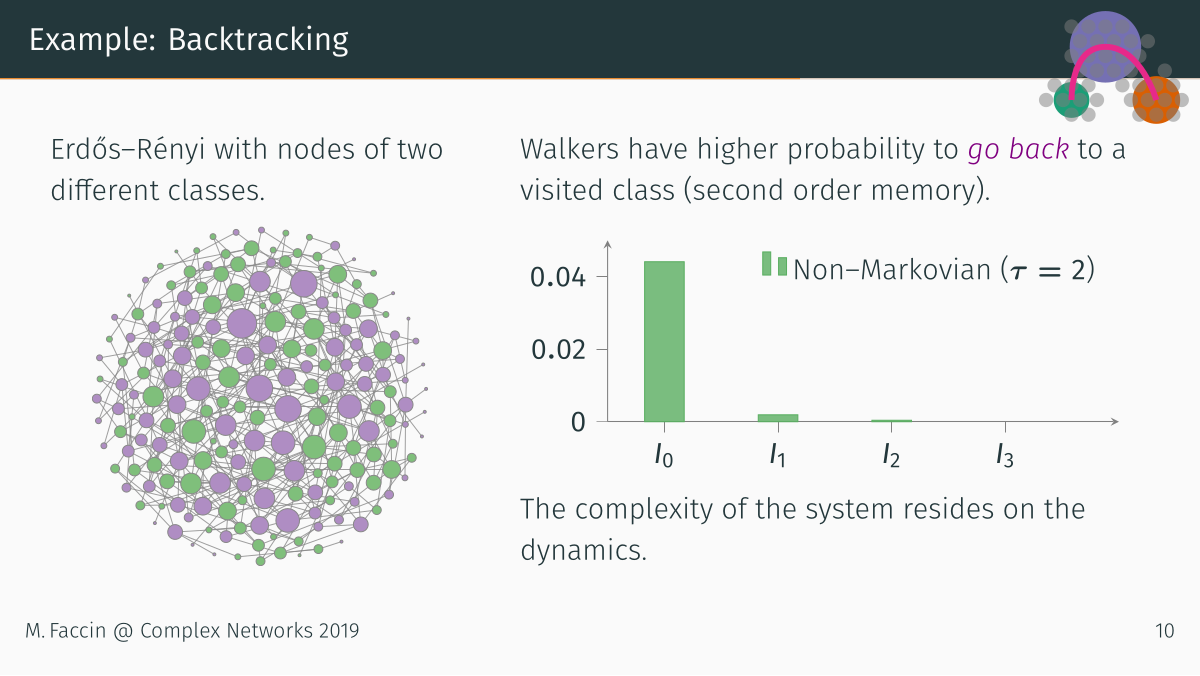 Example: Backtracking
Erdős–Rényi with nodes of two
different classes.
Walkers have higher probability to go back to a
visited class (second order memory).
0.04
0.02
0
Non–Markovian (τ = 2)
I₀
I₁
I₂
I₃
The complexity of the system resides on the
dynamics.
M. Faccin @ Complex Networks 2019
10